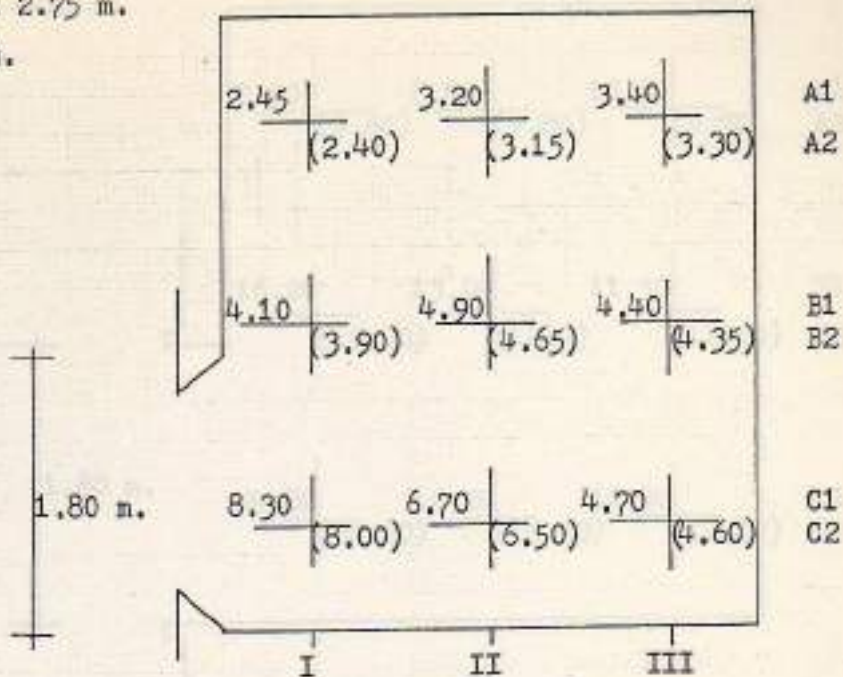 2.75 m.
2.45 3.20 3.40 A1
(2.40) (3.15) (3.30) A2
4.10 4.90 4.40 B1
(3.90) (4.65) (4.35) B2
1.80 m. 8.30 6.70 4.70 C1
(8.00) (6.50) (4.60) C2
I II III